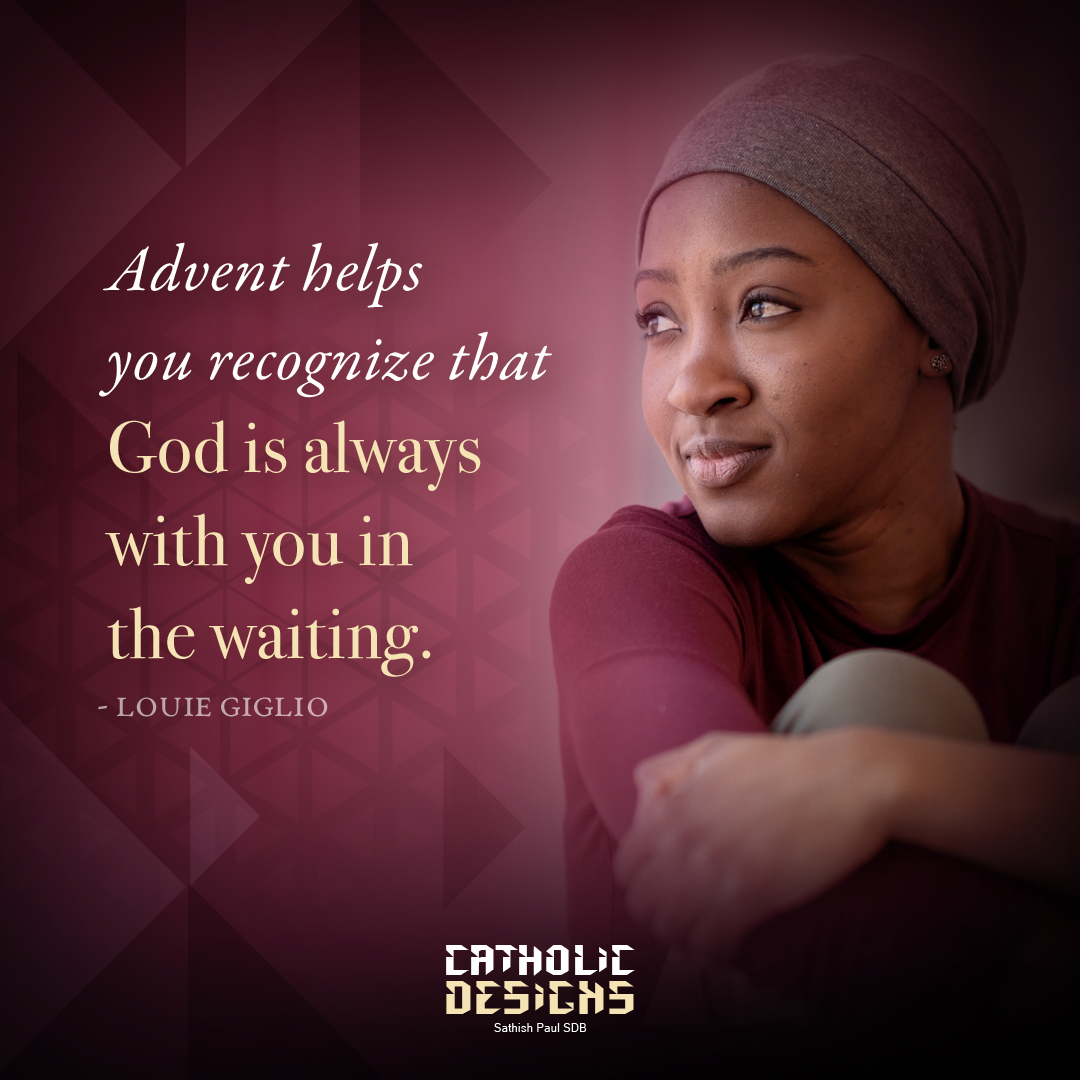 Advent helps
you recognize that
God is always
with you in
the waiting.
- LOUIE GIGLIO
CATHOLIC
DESIGNS
Sathish Paul SDB